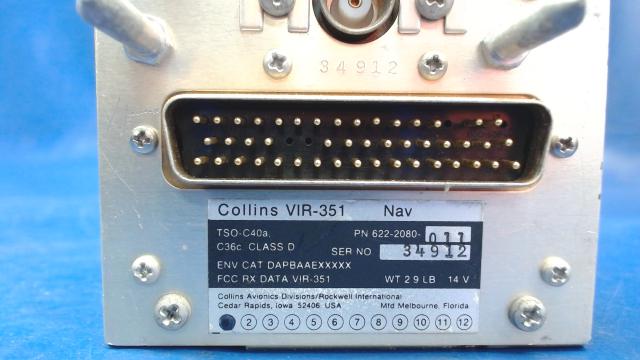 34912
Collins VIR-351 Nav
TSO-C40a, PN 622-2080-011
C36c CLASS D SER NO 34912
ENV CAT DAPBAAEXXXXX
FCC RX DATA VIR-351 WT 2.9 LB 14 V
Collins Avionics Divisions/Rockwell International
Cedar Rapids, Iowa 52406 USA Mfd Melbourne, Florida
2 3 4 5 6 7 8 9 10 11 12